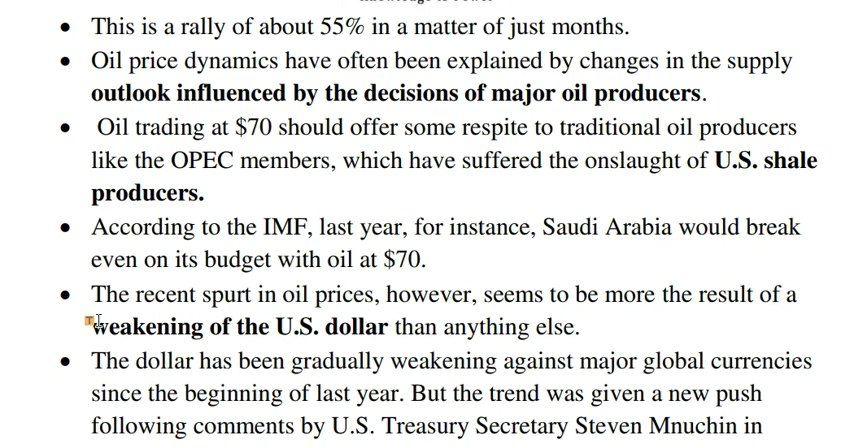 • This is a rally of about 55% in a matter of just months.
• Oil price dynamics have often been explained by changes in the supply
outlook influenced by the decisions of major oil producers.
• Oil trading at $70 should offer some respite to traditional oil producers
like the OPEC members, which have suffered the onslaught of U.S. shale
producers.
• According to the IMF, last year, for instance, Saudi Arabia would break
even on its budget with oil at $70.
• The recent spurt in oil prices, however, seems to be more the result of a
weakening of the U.S. dollar than anything else.
• The dollar has been gradually weakening against major global currencies
since the beginning of last year. But the trend was given a new push
following comments by U.S. Treasury Secretary Steven Mnuchin in